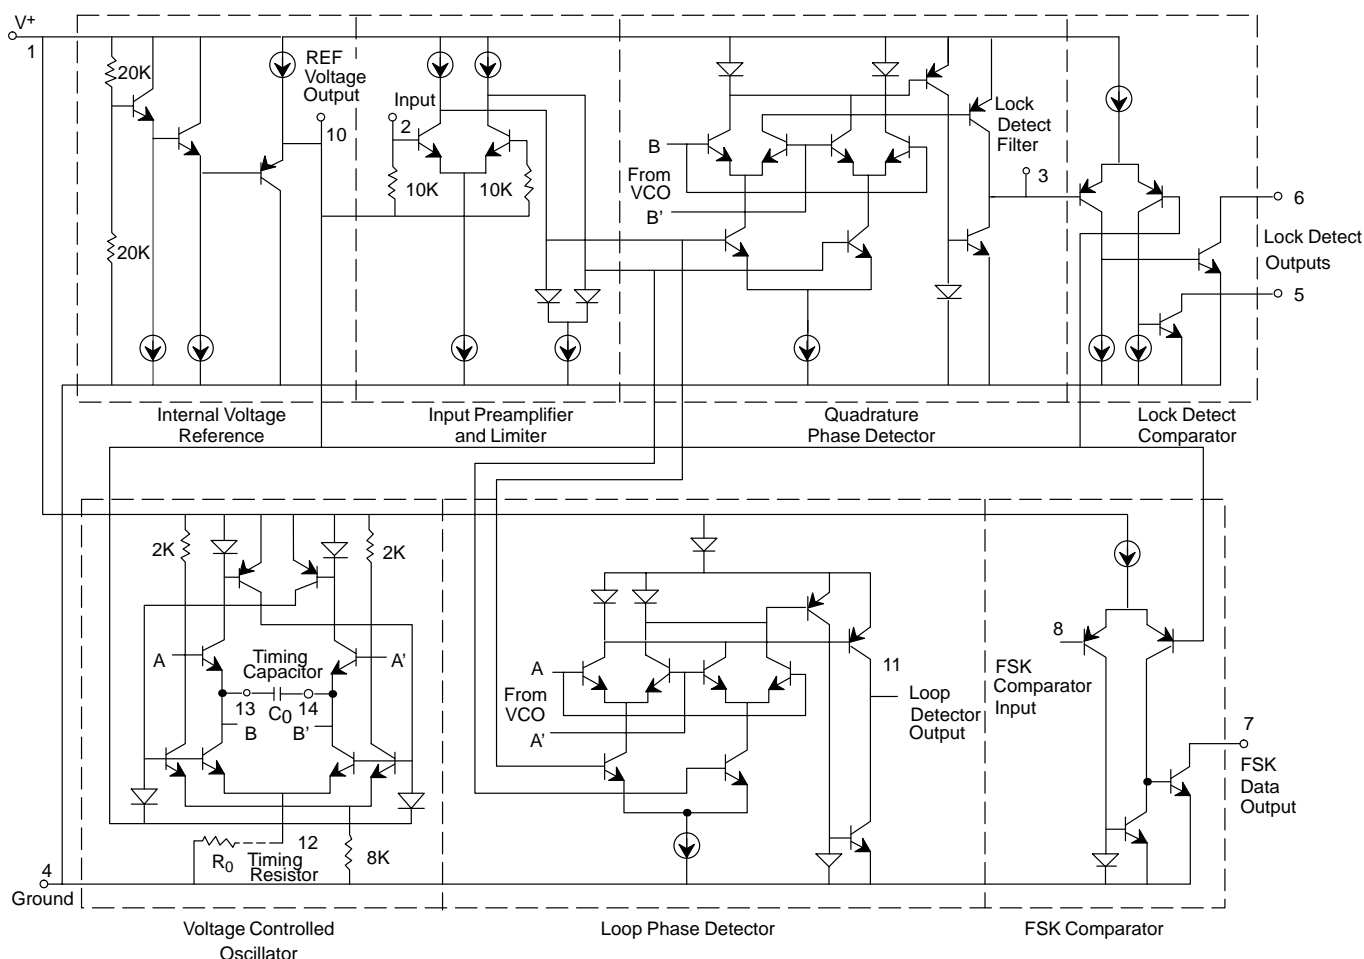 V+
1
20K
20K
REF
Voltage
Output
10
Input
2
10K
10K
B
From
VCO
B'
Lock
Detect
Filter
3
6
Lock Detect
Outputs
5
Internal Voltage
Reference
Input Preamplifier
and Limiter
Quadrature
Phase Detector
Lock Detect
Comparator
2K
2K
A
Timing
Capacitor
A'
13
C0
14
B
B'
12
R0
Timing
Resistor
8K
4
Ground
A
From
VCO
A'
11
Loop
Detector
Output
8
FSK
Comparator
Input
7
FSK
Data
Output
Voltage Controlled
Oscillator
Loop Phase Detector
FSK Comparator